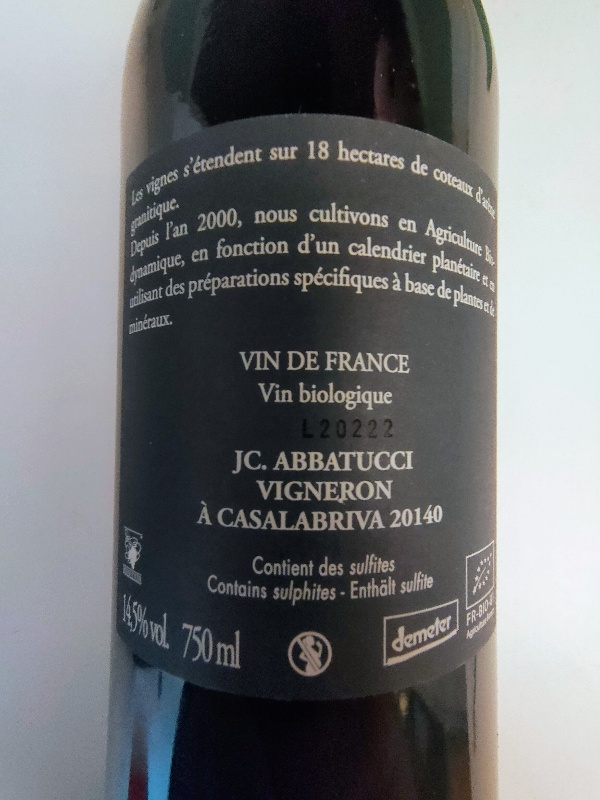 Les vignes s'étendent sur 18 hectares de coteaux d'arène
granitique.
Depuis l'an 2000, nous cultivons en Agriculture Bio-
dynamique, en fonction d'un calendrier planétaire et en
utilisant des préparations spécifiques à base de plantes et de
minéraux.
VIN DE FRANCE
Vin biologique
L20222
JC. ABBATUCCI
VIGNERON
À CASALABRIVA 20140
Contient des sulfites
Contains sulphites - Enthält sulfite
14,5% vol. 750 ml
demeter
FR-BIO-
Agriculture